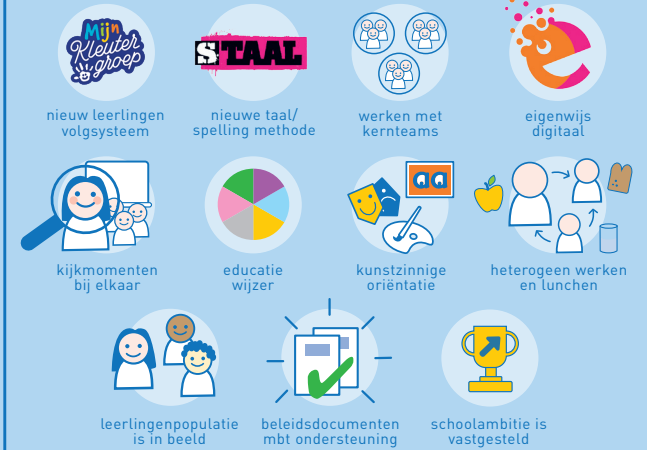 Mijn
Kleuter
groep
nieuw leerlingen
volgsysteem
STAAL
nieuwe taal/
spelling methode
werken met
kernteams
e
eigenwijs
digitaal
kijkmomenten
bij elkaar
educatie
wijzer
aa
kunstzinnige
oriëntatie
heterogeen werken
en lunchen
leerlingenpopulatie
is in beeld
beleidsdocumenten
mbt ondersteuning
schoolambitie is
vastgesteld